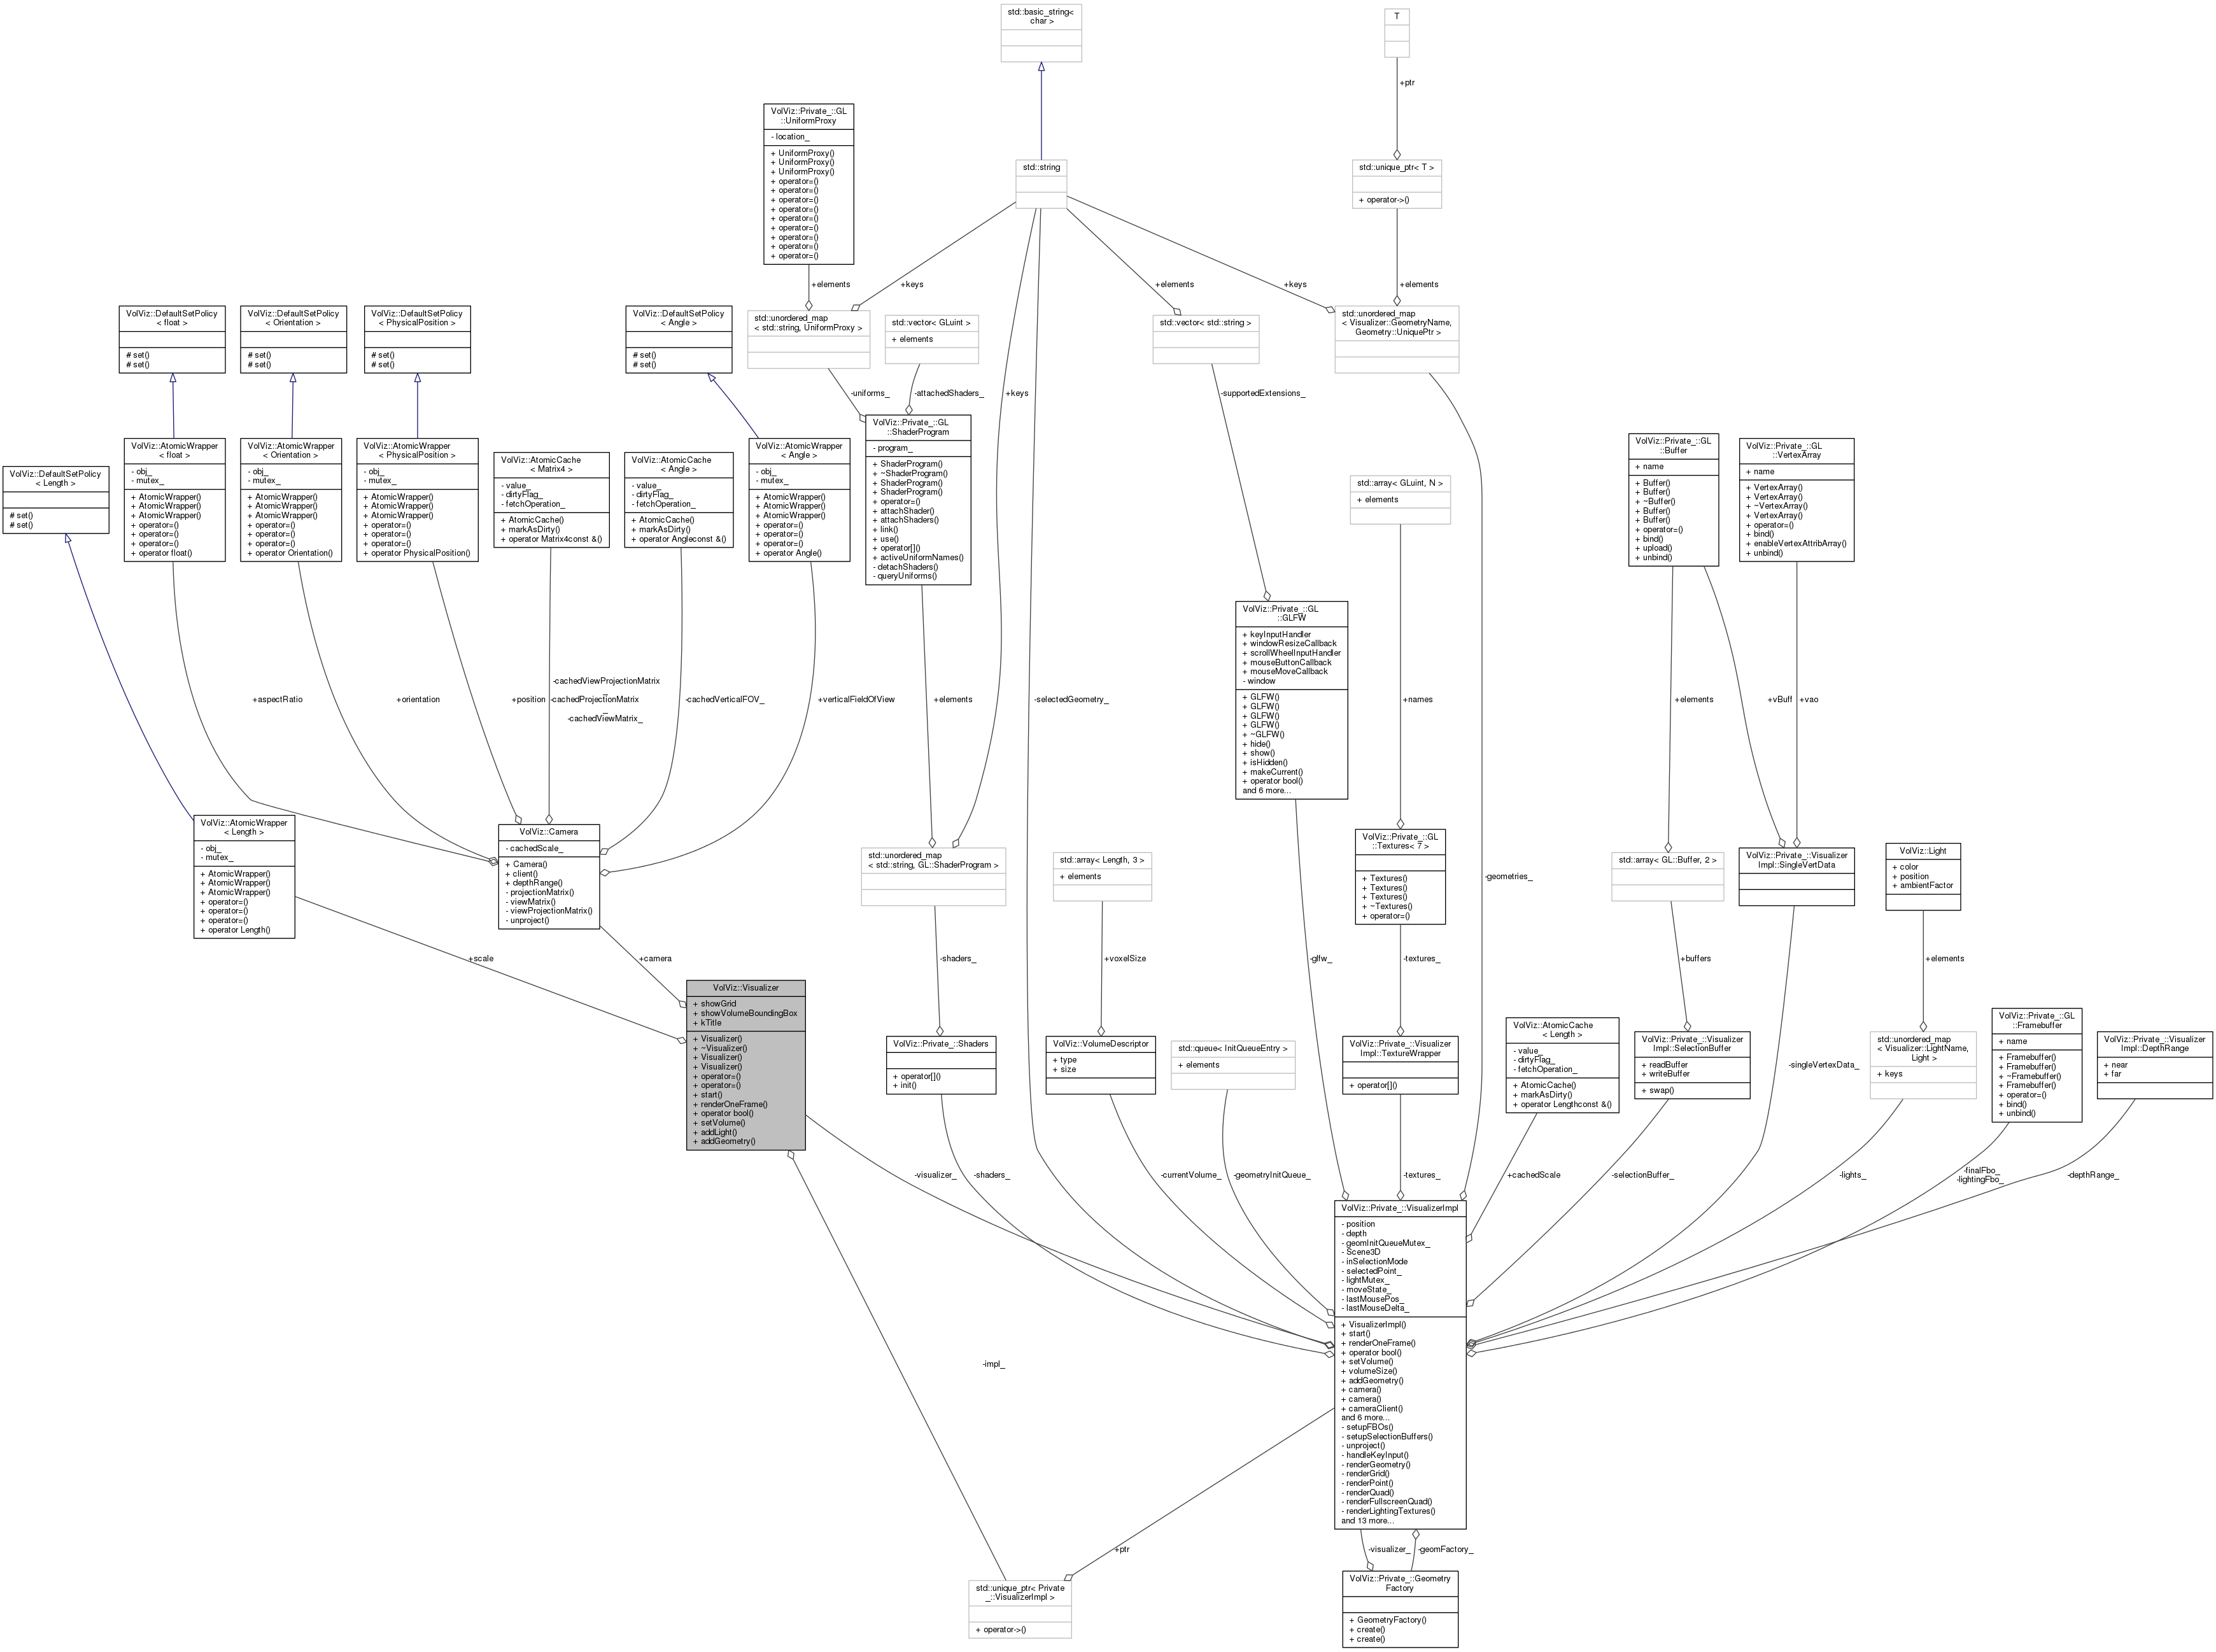 std::basic_string<
char >
T
+ptr
VolViz::Private_::GL
::UniformProxy
- location_
+ UniformProxy()
+ UniformProxy()
+ UniformProxy()
+ operator=()
+ operator=()
+ operator=()
+ operator=()
+ operator=()
+ operator=()
+ operator=()
+ operator=()
+ operator=()
std::string
std::unique_ptr< T >
+ operator->()
+elements
+keys
+elements
+keys
+elements
VolViz::DefaultSetPolicy
< float >
# set()
# set()
VolViz::DefaultSetPolicy
< Orientation >
# set()
# set()
VolViz::DefaultSetPolicy
< PhysicalPosition >
# set()
# set()
VolViz::DefaultSetPolicy
< Angle >
# set()
# set()
std::unordered_map
< std::string, UniformProxy >
std::vector< GLuint >
+ elements
std::vector< std::string >
std::unordered_map
< Visualizer::GeometryName,
Geometry::UniquePtr >
-uniforms_
-attachedShaders_
+keys
-supportedExtensions_
VolViz::DefaultSetPolicy
< Length >
# set()
# set()
VolViz::AtomicWrapper
< float >
- obj_
- mutex_
+ AtomicWrapper()
+ AtomicWrapper()
+ AtomicWrapper()
+ operator=()
+ operator=()
+ operator=()
+ operator float()
VolViz::AtomicWrapper
< Orientation >
- obj_
- mutex_
+ AtomicWrapper()
+ AtomicWrapper()
+ AtomicWrapper()
+ operator=()
+ operator=()
+ operator=()
+ operator Orientation()
VolViz::AtomicWrapper
< PhysicalPosition >
- obj_
- mutex_
+ AtomicWrapper()
+ AtomicWrapper()
+ AtomicWrapper()
+ operator=()
+ operator=()
+ operator=()
+ operator PhysicalPosition()
VolViz::AtomicCache
< Matrix4 >
- value_
- dirtyFlag_
- fetchOperation_
+ AtomicCache()
+ markAsDirty()
+ operator Matrix4const &()
VolViz::AtomicCache
< Angle >
- value_
- dirtyFlag_
- fetchOperation_
+ AtomicCache()
+ markAsDirty()
+ operator Angleconst &()
VolViz::AtomicWrapper
< Angle >
- obj_
- mutex_
+ AtomicWrapper()
+ AtomicWrapper()
+ AtomicWrapper()
+ operator=()
+ operator=()
+ operator=()
+ operator Angle()
VolViz::Private_::GL
::ShaderProgram
- program_
+ ShaderProgram()
+ ~ShaderProgram()
+ ShaderProgram()
+ ShaderProgram()
+ operator=()
+ attachShader()
+ attachShaders()
+ link()
+ use()
+ operator[]()
+ activeUniformNames()
- detachShaders()
- queryUniforms()
std::array< GLuint, N >
+ elements
VolViz::Private_::GL
::Buffer
+ name
+ Buffer()
+ Buffer()
+ ~Buffer()
+ Buffer()
+ Buffer()
+ operator=()
+ bind()
+ upload()
+ unbind()
VolViz::Private_::GL
::VertexArray
+ name
+ VertexArray()
+ VertexArray()
+ ~VertexArray()
+ VertexArray()
+ operator=()
+ bind()
+ enableVertexAttribArray()
+ unbind()
VolViz::Private_::GL
::GLFW
+ keyInputHandler
+ windowResizeCallback
+ scrollWheelInputHandler
+ mouseButtonCallback
+ mouseMoveCallback
- window
+ GLFW()
+ GLFW()
+ GLFW()
+ GLFW()
+ ~GLFW()
+ hide()
+ show()
+ isHidden()
+ makeCurrent()
+ operator bool()
and 6 more...
+aspectRatio
+orientation
+position
-cachedViewProjectionMatrix
_
-cachedProjectionMatrix
_
-cachedViewMatrix_
-cachedVerticalFOV_
+verticalFieldOfView
+elements
-selectedGeometry_
+names
+elements
+vBuff
+vao
VolViz::AtomicWrapper
< Length >
- obj_
- mutex_
+ AtomicWrapper()
+ AtomicWrapper()
+ AtomicWrapper()
+ operator=()
+ operator=()
+ operator=()
+ operator Length()
VolViz::Camera
- cachedScale_
+ Camera()
+ client()
+ depthRange()
- projectionMatrix()
- viewMatrix()
- viewProjectionMatrix()
- unproject()
std::unordered_map
< std::string, GL::ShaderProgram >
std::array< Length, 3 >
+ elements
VolViz::Private_::GL
::Textures< 7 >
+ Textures()
+ Textures()
+ Textures()
+ ~Textures()
+ operator=()
-geometries_
std::array< GL::Buffer, 2 >
VolViz::Private_::Visualizer
Impl::SingleVertData
VolViz::Light
+ color
+ position
+ ambientFactor
+scale
+camera
-shaders_
+voxelSize
-glfw_
-textures_
+buffers
+elements
VolViz::Visualizer
+ showGrid
+ showVolumeBoundingBox
+ kTitle
+ Visualizer()
+ ~Visualizer()
+ Visualizer()
+ Visualizer()
+ operator=()
+ operator=()
+ start()
+ renderOneFrame()
+ operator bool()
+ setVolume()
+ addLight()
+ addGeometry()
VolViz::Private_::Shaders
+ operator[]()
+ init()
VolViz::VolumeDescriptor
+ type
+ size
std::queue< InitQueueEntry >
+ elements
VolViz::Private_::Visualizer
Impl::TextureWrapper
+ operator[]()
VolViz::AtomicCache
< Length >
- value_
- dirtyFlag_
- fetchOperation_
+ AtomicCache()
+ markAsDirty()
+ operator Lengthconst &()
VolViz::Private_::Visualizer
Impl::SelectionBuffer
+ readBuffer
+ writeBuffer
+ swap()
-singleVertexData_
std::unordered_map
< Visualizer::LightName,
Light >
+ keys
VolViz::Private_::GL
::Framebuffer
+ name
+ Framebuffer()
+ Framebuffer()
+ ~Framebuffer()
+ Framebuffer()
+ operator=()
+ bind()
+ unbind()
VolViz::Private_::Visualizer
Impl::DepthRange
+ near
+ far
-visualizer_
-shaders_
-currentVolume_
-geometryInitQueue_
-textures_
+cachedScale
-selectionBuffer_
-lights_
-finalFbo_
-lightingFbo_
-depthRange_
VolViz::Private_::VisualizerImpl
- position
- depth
- geomInitQueueMutex_
- Scene3D
- inSelectionMode
- selectedPoint_
- lightMutex_
- moveState_
- lastMousePos_
- lastMouseDelta_
+ VisualizerImpl()
+ start()
+ renderOneFrame()
+ operator bool()
+ setVolume()
+ volumeSize()
+ addGeometry()
+ camera()
+ camera()
+ cameraClient()
and 6 more...
- setupFBOs()
- setupSelectionBuffers()
- unproject()
- handleKeyInput()
- renderGeometry()
- renderGrid()
- renderPoint()
- renderQuad()
- renderFullscreenQuad()
- renderLightingTextures()
and 13 more...
-impl_
+ptr
-visualizer_
-geomFactory_
std::unique_ptr< Private
_::VisualizerImpl >
+ operator->()
VolViz::Private_::Geometry
Factory
+ GeometryFactory()
+ create()
+ create()